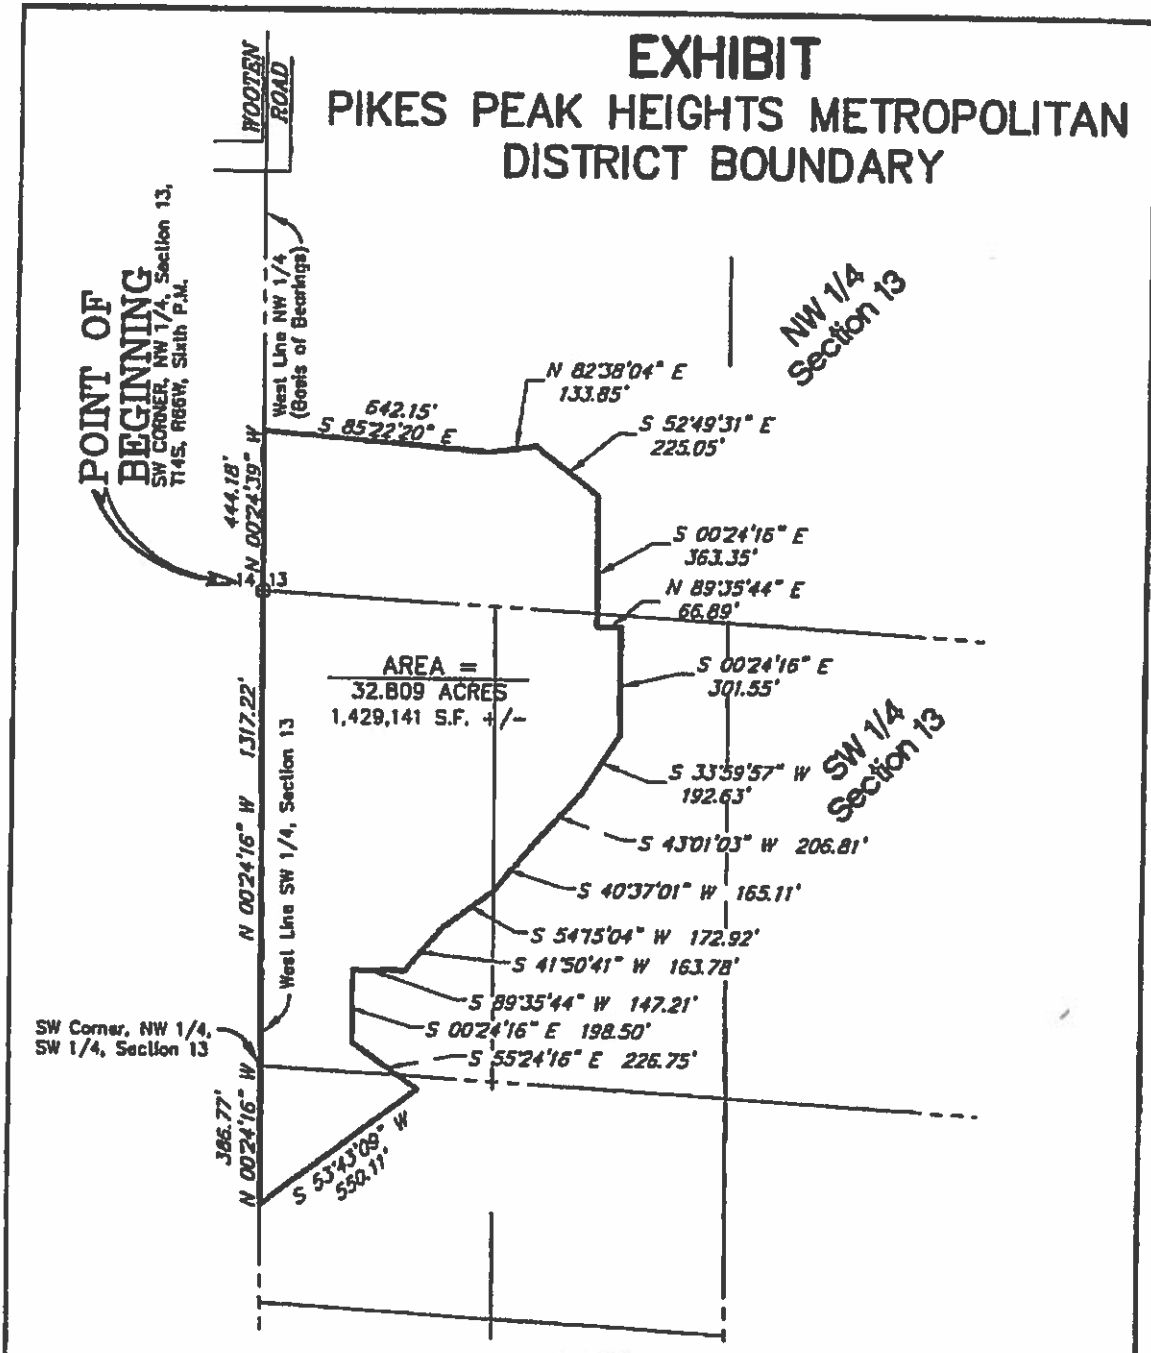 EXHIBIT
PIKES PEAK HEIGHTS METROPOLITAN
DISTRICT BOUNDARY
WOOTEN
ROAD
POINT OF
BEGINNING
SW CORNER, NW 1/4, Section 13,
T14S, R66W, Sixth P.M.
West Line NW 1/4
(Basis of Bearings)
NW 1/4
Section 13
N 82°38'04" E
133.85'
642.15'
S 85°22'20" E
S 52°49'31" E
225.05'
444.18'
N 00°24'39" W
S 00°24'16" E
363.35'
14 13
N 89°35'44" E
66.89'
AREA =
32.809 ACRES
1,429,141 S.F. +/-
S 00°24'16" E
301.55'
N 00°24'16" W 1317.22'
West Line SW 1/4, Section 13
SW 1/4
Section 13
S 33°59'57" W
192.63'
S 43°01'03" W 206.81'
S 40°37'01" W 165.11'
S 54°15'04" W 172.92'
S 41°50'41" W 163.78'
S 89°35'44" W 147.21'
S 00°24'16" E 198.50'
S 55°24'16" E 226.75'
SW Corner, NW 1/4,
SW 1/4, Section 13
386.77'
N 00°24'16" W
S 53°43'09" W
550.11'